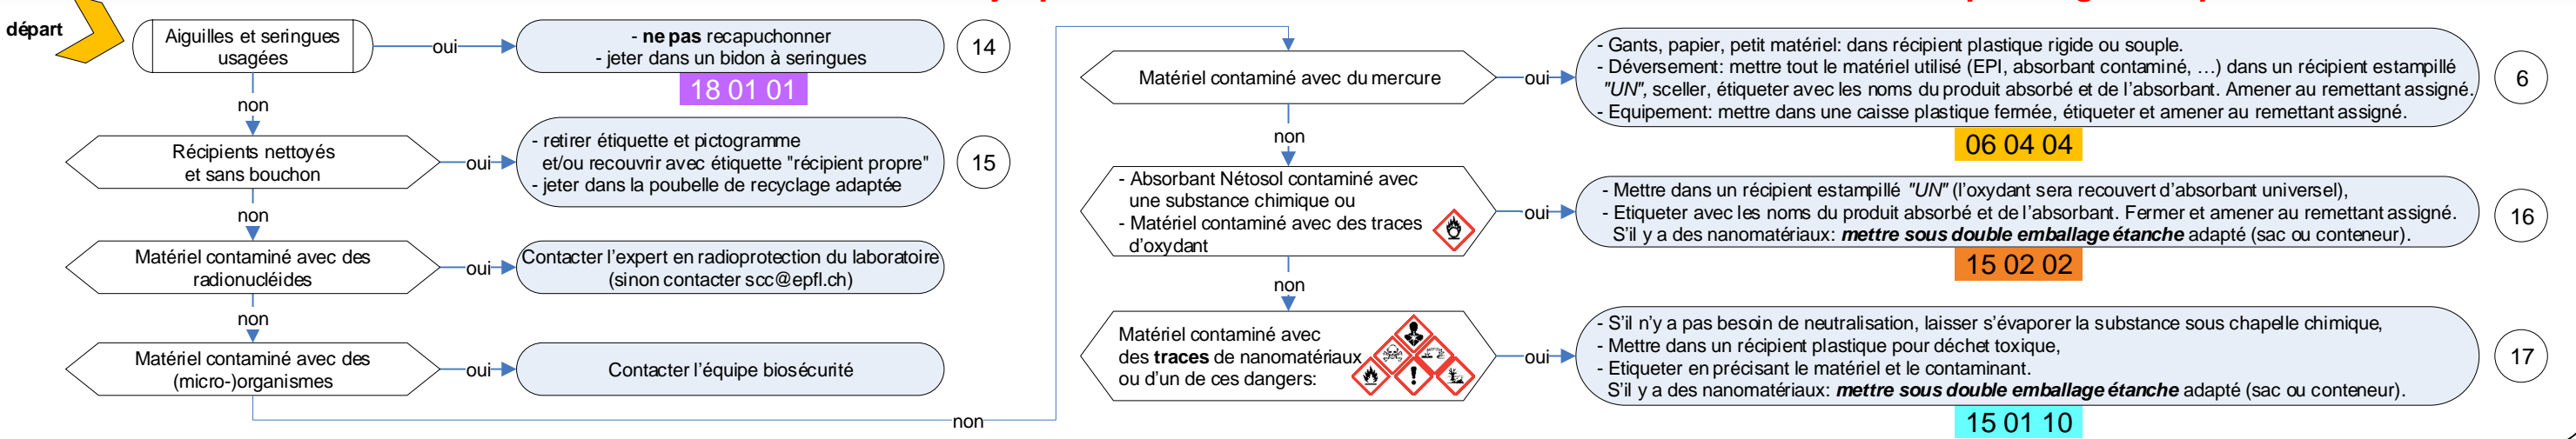 départ
Aiguilles et seringues
usagées
oui
- ne pas recapuchonner
- jeter dans un bidon à seringues
14
18 01 01
non
Récipients nettoyés
et sans bouchon
oui
- retirer étiquette et pictogramme
et/ou recouvrir avec étiquette "récipient propre"
- jeter dans la poubelle de recyclage adaptée
15
non
Matériel contaminé avec des
radionucléides
oui
Contacter l'expert en radioprotection du laboratoire
(sinon contacter scc@epfl.ch)
non
Matériel contaminé avec des
(micro-)organismes
oui
Contacter l'équipe biosécurité
non
Matériel contaminé avec du mercure
oui
- Gants, papier, petit matériel: dans récipient plastique rigide ou souple.
- Déversement: mettre tout le matériel utilisé (EPI, absorbant contaminé, …) dans un récipient estampillé
"UN", sceller, étiqueter avec les noms du produit absorbé et de l'absorbant. Amener au remettant assigné.
- Equipement: mettre dans une caisse plastique fermée, étiqueter et amener au remettant assigné.
6
06 04 04
non
- Absorbant Nétosol contaminé avec
une substance chimique ou
- Matériel contaminé avec des traces
d'oxydant
oui
- Mettre dans un récipient estampillé "UN" (l'oxydant sera recouvert d'absorbant universel),
- Etiqueter avec les noms du produit absorbé et de l'absorbant. Fermer et amener au remettant assigné.
S'il y a des nanomatériaux: mettre sous double emballage étanche adapté (sac ou conteneur).
16
15 02 02
non
Matériel contaminé avec
des traces de nanomatériaux
ou d'un de ces dangers:
oui
- S'il n'y a pas besoin de neutralisation, laisser s'évaporer la substance sous chapelle chimique,
- Mettre dans un récipient plastique pour déchet toxique,
- Etiqueter en précisant le matériel et le contaminant.
S'il y a des nanomatériaux: mettre sous double emballage étanche adapté (sac ou conteneur).
17
15 01 10